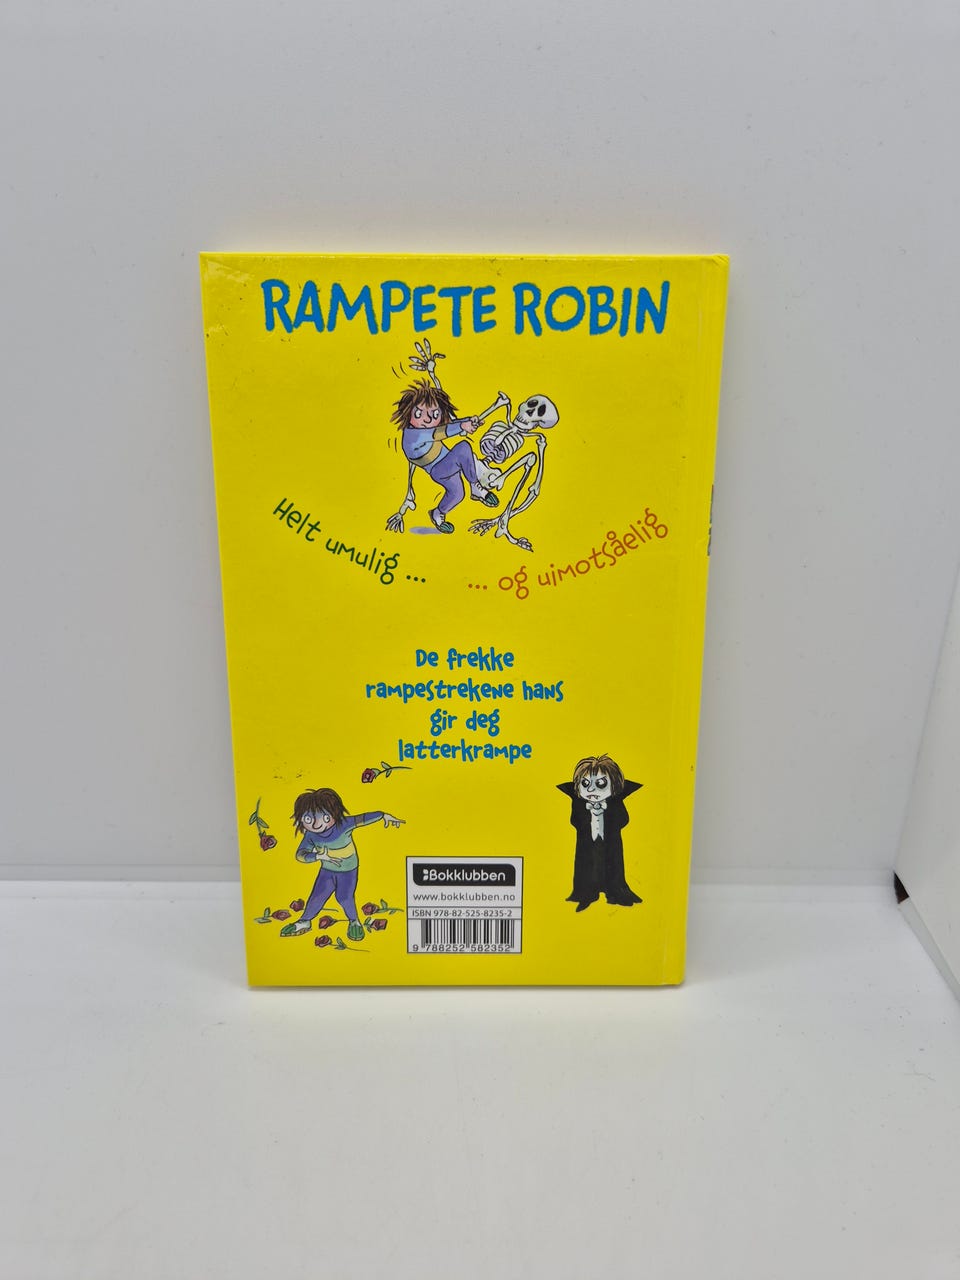 RAMPETE ROBIN
Helt umulig ...
... og uimotsåelig
De frekke
rampestrekene hans
gir deg
latterkrampe
Bokklubben
www.bokklubben.no
ISBN 978-82-525-8235-2
9 788252 582352